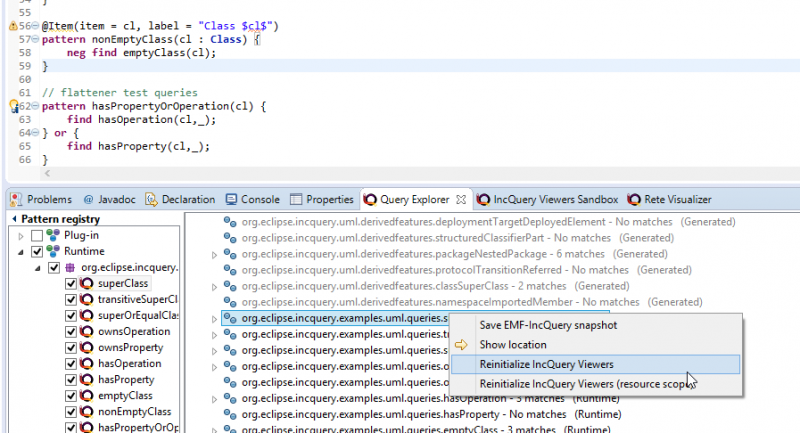 54
55 }
56 @Item(item = cl, label = "Class $cl$")
57 pattern nonEmptyClass(cl : Class) {
58 neg find emptyClass(cl);
59 }
60
61 // flattener test queries
62 pattern hasPropertyOrOperation(cl) {
63 find hasOperation(cl,_);
64 } or {
65 find hasProperty(cl,_);
66 }
Problems @ Javadoc Declaration Console Properties Query Explorer IncQuery Viewers Sandbox Rete Visualizer
Pattern registry
Plug-in
Runtime
org.eclipse.incquery.
superClass
transitiveSuperCl
superOrEqualClas
ownsOperation
ownsProperty
hasOperation
hasProperty
emptyClass
nonEmptyClass
hasPropertyOrOp
org.eclipse.incquery.uml.derivedfeatures.deploymentTargetDeployedElement - No matches (Generated)
org.eclipse.incquery.uml.derivedfeatures.structuredClassifierPart - No matches (Generated)
org.eclipse.incquery.uml.derivedfeatures.packageNestedPackage - 6 matches (Generated)
org.eclipse.incquery.uml.derivedfeatures.protocolTransitionReferred - No matches (Generated)
org.eclipse.incquery.uml.derivedfeatures.classSuperClass - 2 matches (Generated)
org.eclipse.incquery.uml.derivedfeatures.namespaceImportedMember - No matches (Generated)
org.eclipse.incquery.examples.uml.queries.s
org.eclipse.incquery.examples.uml.queries.tr
org.eclipse.incquery.examples.uml.queries.s
org.eclipse.incquery.examples.uml.queries.o
org.eclipse.incquery.examples.uml.queries.hasOperation - 3 matches (Runtime)
org.eclipse.incquery.examples.uml.queries.hasProperty - No matches (Runtime)
org.eclipse.incquery.examples.uml.queries.emptyClass - 3 matches (Runtime)
Save EMF-IncQuery snapshot
Show location
Reinitialize IncQuery Viewers
Reinitialize IncQuery Viewers (resource scope)